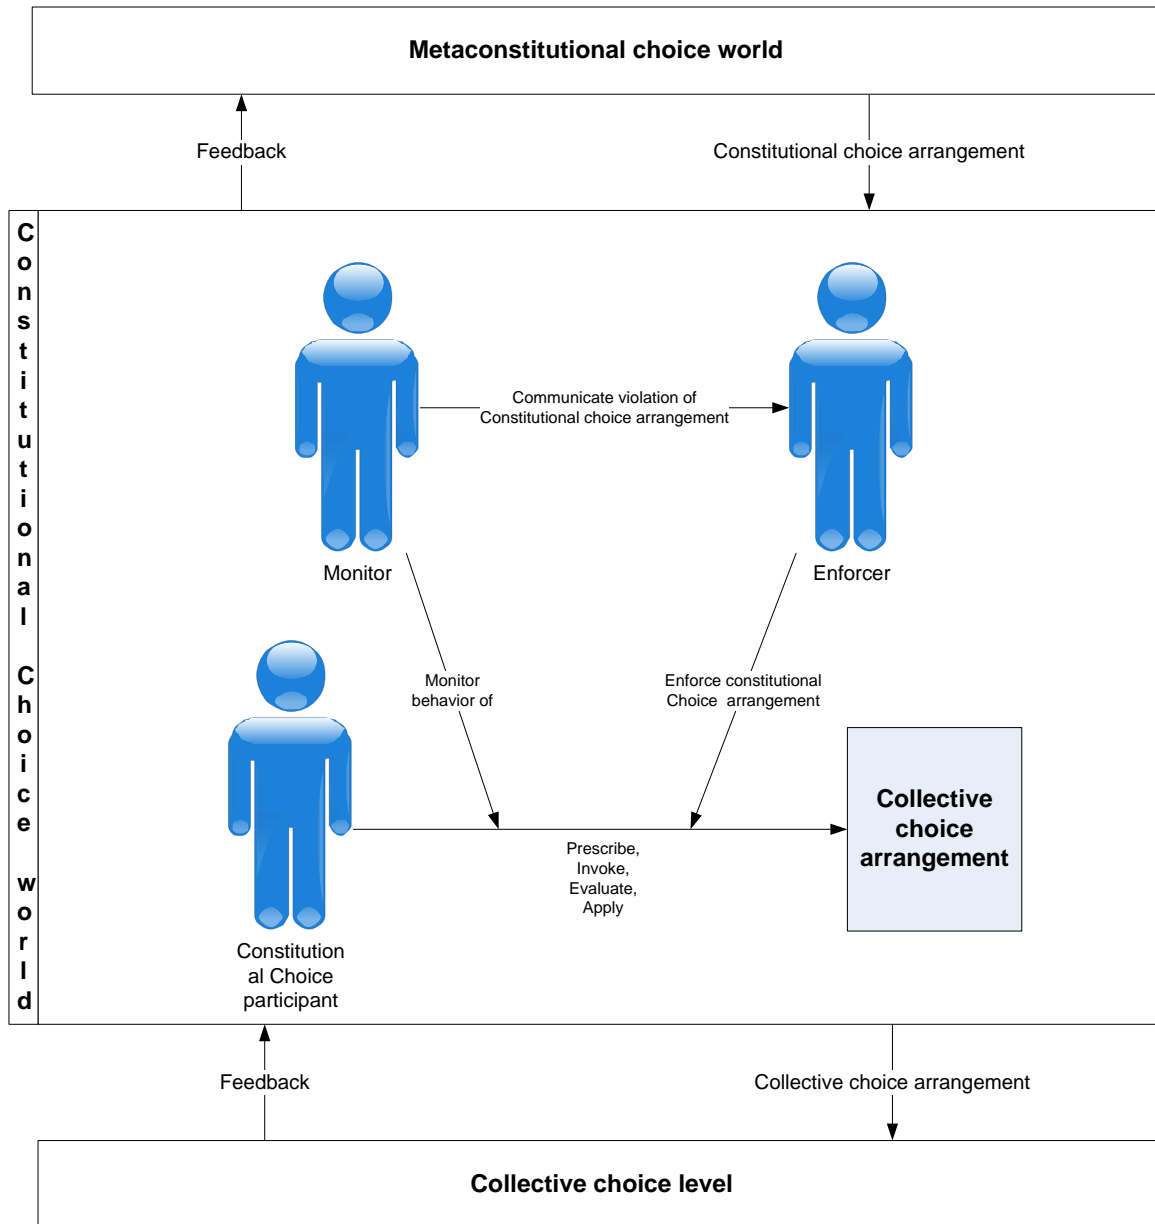 Metaconstitutional choice world
Feedback
Constitutional choice arrangement
Constitutional Choice world
Communicate violation of
Constitutional choice arrangement
Monitor
Enforcer
Monitor
behavior of
Enforce constitutional
Choice  arrangement
Collective
choice
arrangement
Prescribe,
Invoke,
Evaluate,
Apply
Constitution
al Choice
participant
Feedback
Collective choice arrangement
Collective choice level